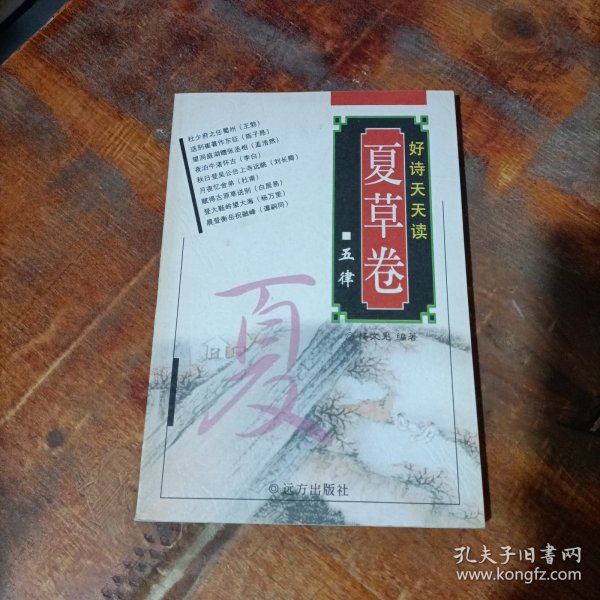 杜少府之任蜀州（王勃）
送别崔著作东征（陈子昂）
望洞庭湖赠张丞相（孟浩然）
夜泊牛渚怀古（李白）
秋日登吴公台上寺远眺（刘长卿）
月夜忆舍弟（杜甫）
赋得古原草送别（白居易）
登大鞋岭望大海（杨万里）
晨登衡岳祝融峰（谭嗣同）
好诗天天读
夏草卷
■五律
编著
夏
◎远方出版社
孔夫子旧书网
www.kongfz.com